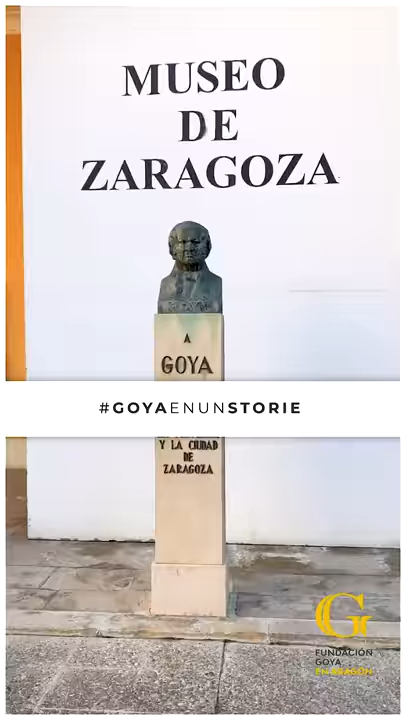 MUSEO
DE
ZARAGOZA
A
GOYA
#GOYAENUNSTORIE
Y LA CIUDAD
DE
ZARAGOZA
G
FUNDACIÓN
GOYA
EN ARAGÓN